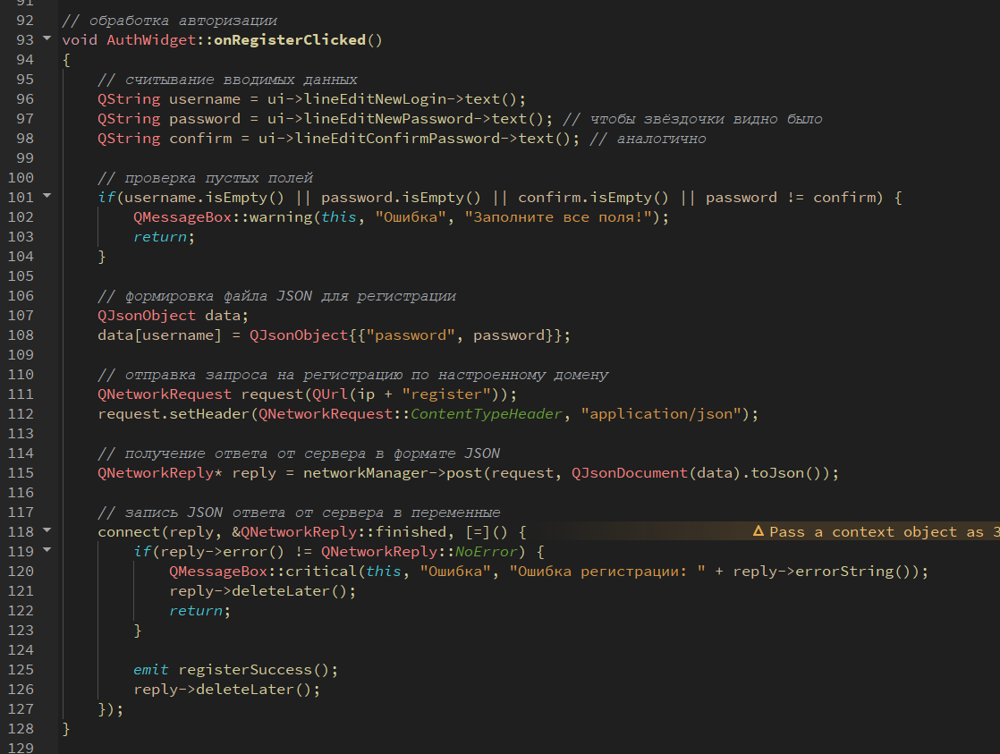 91
92 // обработка авторизации
93 void AuthWidget::onRegisterClicked()
94 {
95 // считывание вводимых данных
96 QString username = ui->lineEditNewLogin->text();
97 QString password = ui->lineEditNewPassword->text(); // чтобы звёздочки видно было
98 QString confirm = ui->lineEditConfirmPassword->text(); // аналогично
99
100 // проверка пустых полей
101 if(username.isEmpty() || password.isEmpty() || confirm.isEmpty() || password != confirm) {
102 QMessageBox::warning(this, "Ошибка", "Заполните все поля!");
103 return;
104 }
105
106 // формировка файла JSON для регистрации
107 QJsonObject data;
108 data[username] = QJsonObject{{"password", password}};
109
110 // отправка запроса на регистрацию по настроенному домену
111 QNetworkRequest request(QUrl(ip + "register"));
112 request.setHeader(QNetworkRequest::ContentTypeHeader, "application/json");
113
114 // получение ответа от сервера в формате JSON
115 QNetworkReply* reply = networkManager->post(request, QJsonDocument(data).toJson());
116
117 // запись JSON ответа от сервера в переменные
118 connect(reply, &QNetworkReply::finished, [=]() { ⚠ Pass a context object as 3
119 if(reply->error() != QNetworkReply::NoError) {
120 QMessageBox::critical(this, "Ошибка", "Ошибка регистрации: " + reply->errorString());
121 reply->deleteLater();
122 return;
123 }
124
125 emit registerSuccess();
126 reply->deleteLater();
127 });
128 }
129